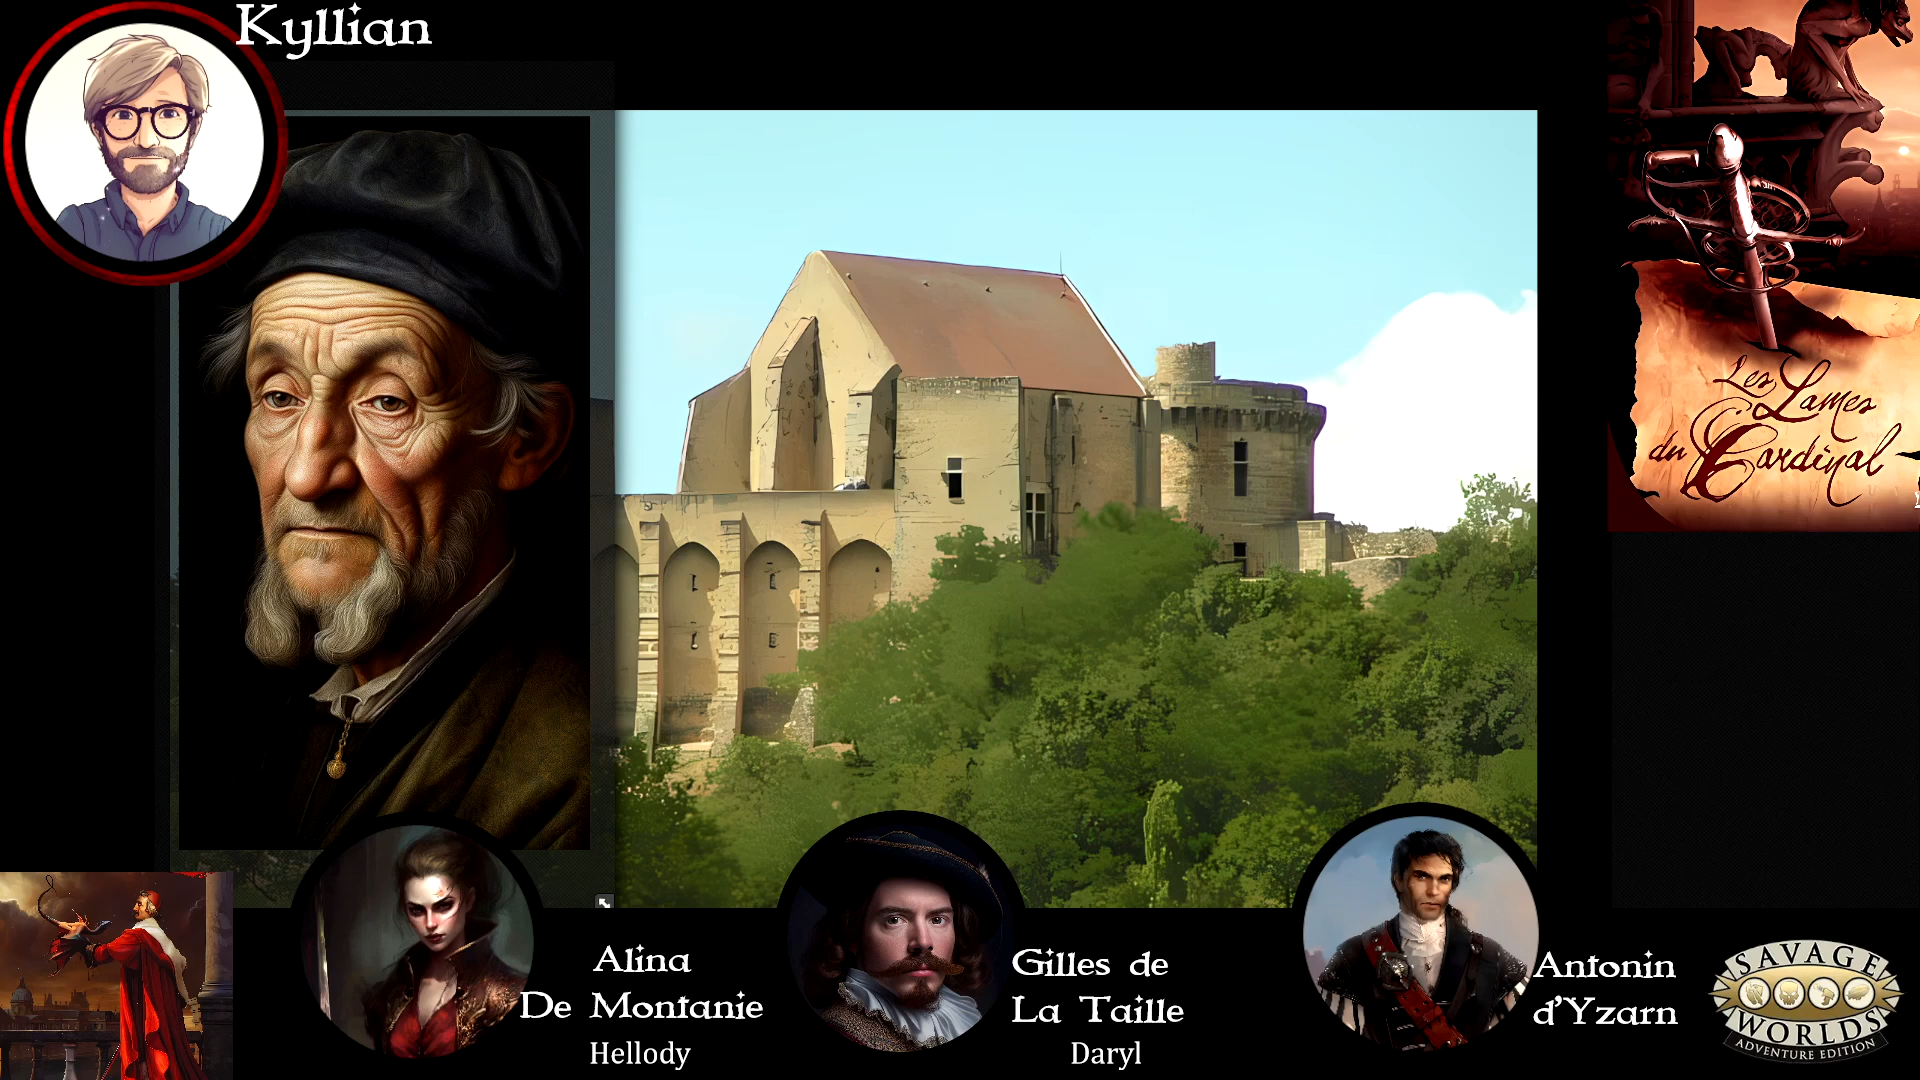 Kyllian
Les Lames
du Cardinal
Alina
De Montanie
Hellody
Gilles de
La Taille
Daryl
Antonin
d'Yzarn
SAVAGE
WORLDS
ADVENTURE EDITION